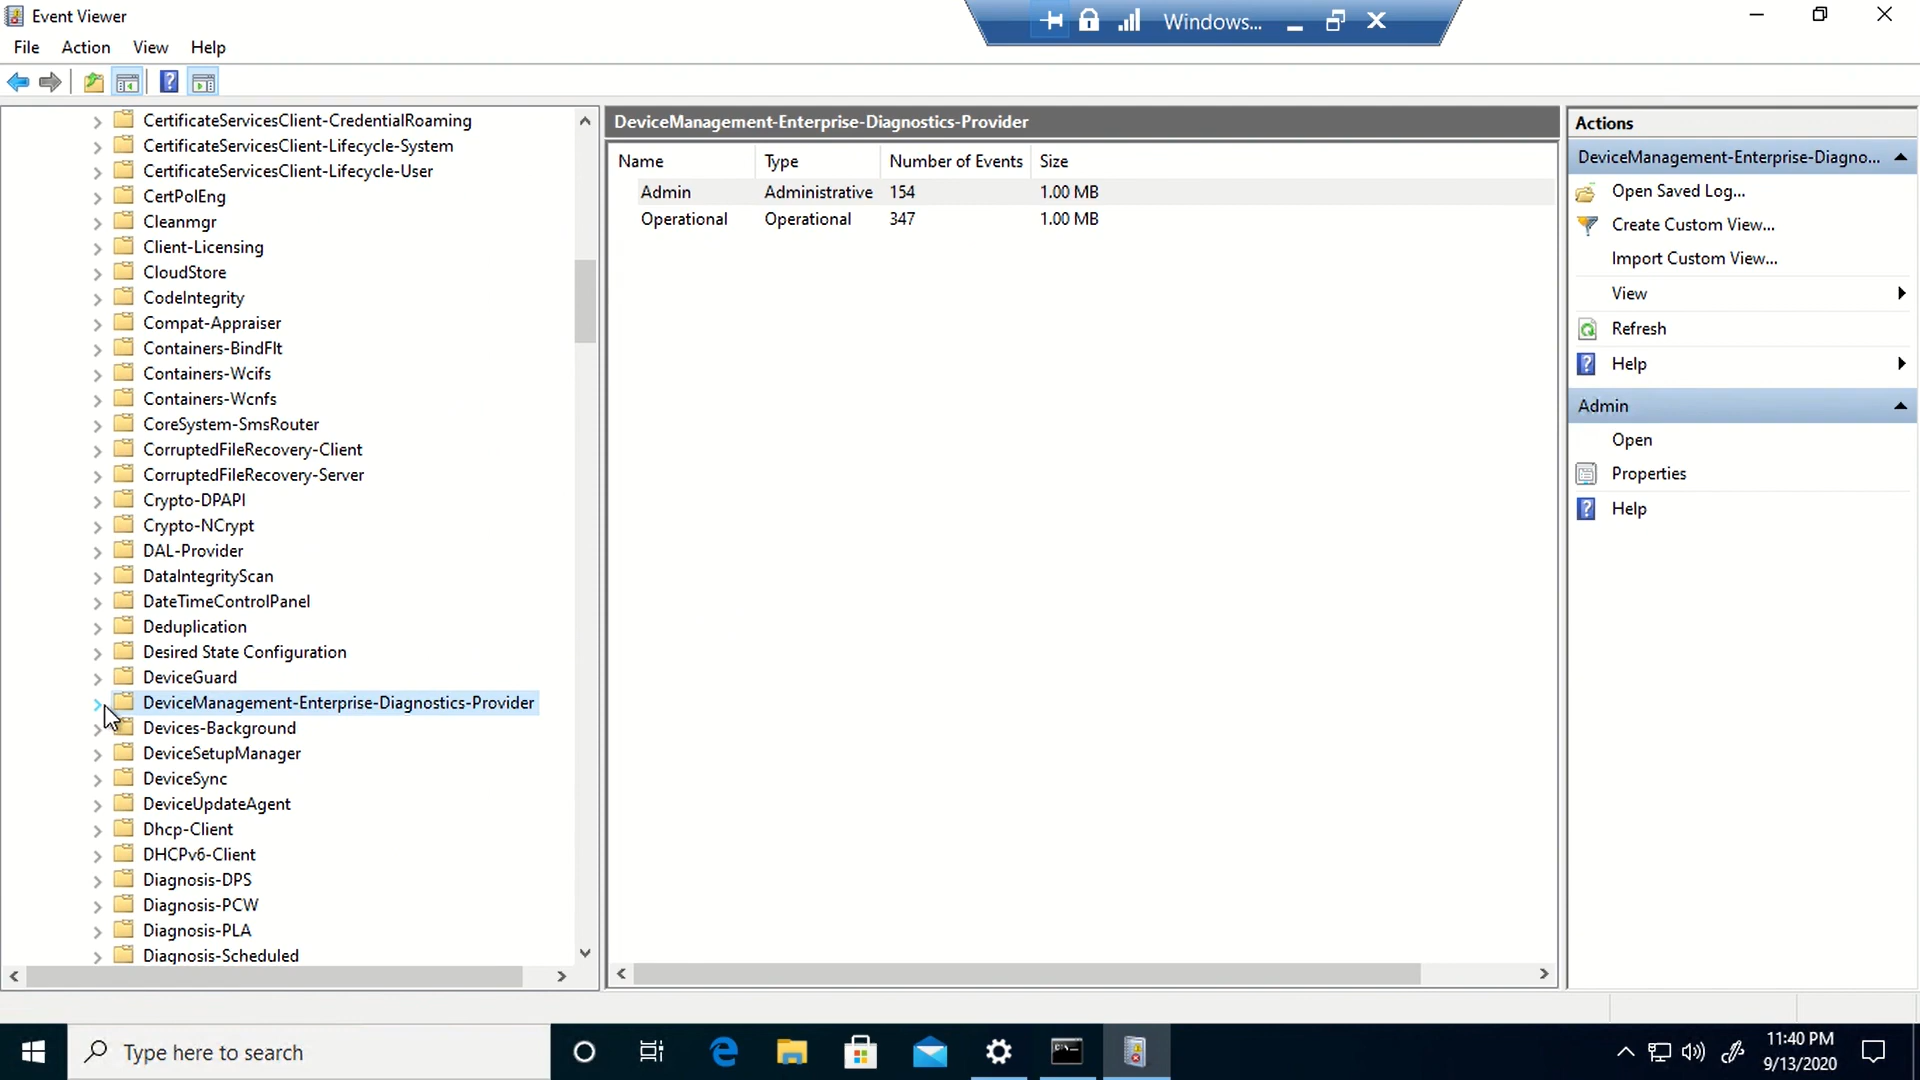 Event Viewer
Windows...
File Action View Help
CertificateServicesClient-CredentialRoaming
CertificateServicesClient-Lifecycle-System
CertificateServicesClient-Lifecycle-User
CertPolEng
Cleanmgr
Client-Licensing
CloudStore
CodeIntegrity
Compat-Appraiser
Containers-BindFlt
Containers-Wcifs
Containers-Wcnfs
CoreSystem-SmsRouter
CorruptedFileRecovery-Client
CorruptedFileRecovery-Server
Crypto-DPAPI
Crypto-NCrypt
DAL-Provider
DataIntegrityScan
DateTimeControlPanel
Deduplication
Desired State Configuration
DeviceGuard
DeviceManagement-Enterprise-Diagnostics-Provider
Devices-Background
DeviceSetupManager
DeviceSync
DeviceUpdateAgent
Dhcp-Client
DHCPv6-Client
Diagnosis-DPS
Diagnosis-PCW
Diagnosis-PLA
Diagnosis-Scheduled
DeviceManagement-Enterprise-Diagnostics-Provider
Name Type Number of Events Size
Admin Administrative 154 1.00 MB
Operational Operational 347 1.00 MB
Actions
DeviceManagement-Enterprise-Diagno...
Open Saved Log...
Create Custom View...
Import Custom View...
View
Refresh
Help
Admin
Open
Properties
Help
Type here to search
11:40 PM
9/13/2020